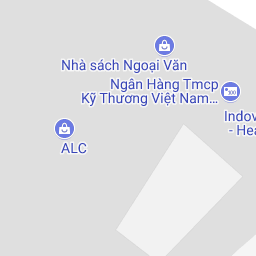 Nhà sách Ngoại Văn
Ngân Hàng Tmcp
Kỹ Thương Việt Nam…
Indov
- Hea
ALC